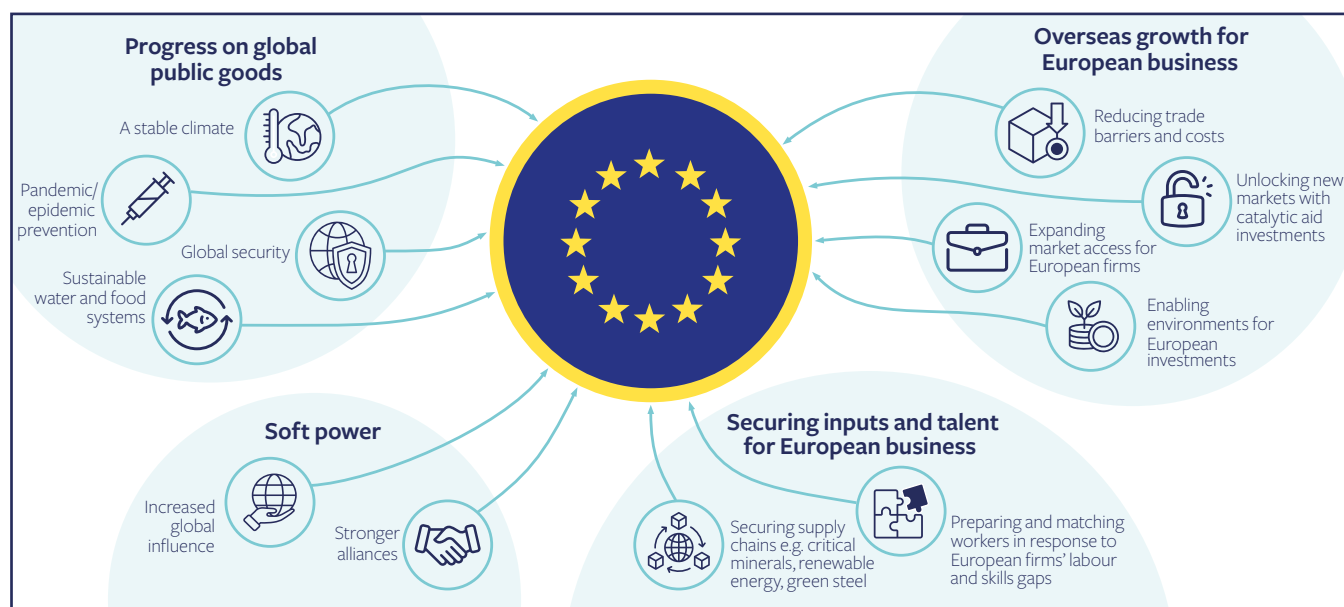 Progress on global
public goods
A stable climate
Pandemic/
epidemic
prevention
Global security
Sustainable
water and food
systems
Overseas growth for
European business
Reducing trade
barriers and costs
Unlocking new
markets with
catalytic aid
investments
Expanding
market access for
European firms
Enabling
environments for
European
investments
Soft power
Increased
global
influence
Stronger
alliances
Securing inputs and talent
for European business
Securing supply
chains e.g. critical
minerals, renewable
energy, green steel
Preparing and matching
workers in response to
European firms’ labour
and skills gaps